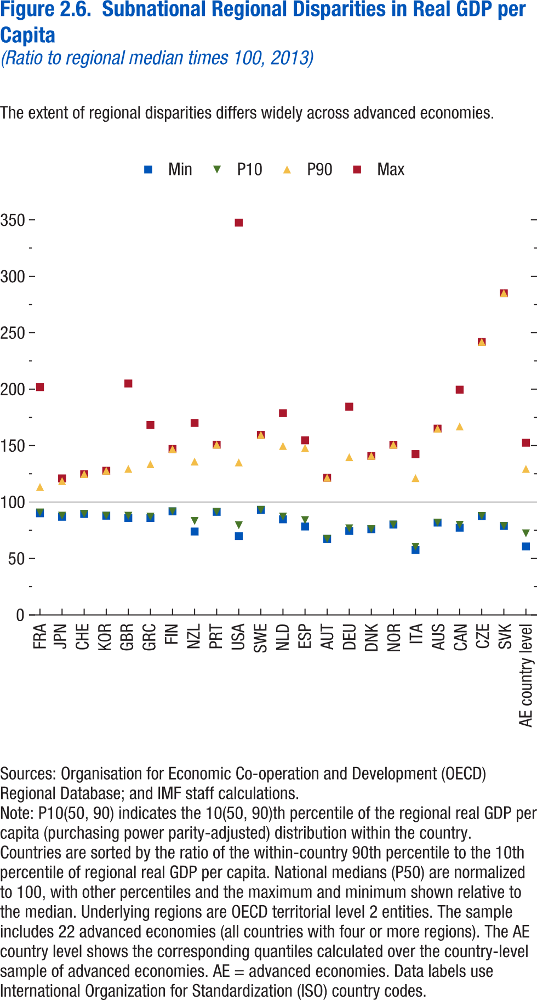 Figure 2.6.  Subnational Regional Disparities in Real GDP per
Capita
(Ratio to regional median times 100, 2013)
The extent of regional disparities differs widely across advanced economies.
Min P10 P90 Max
350
300
250
200
150
100
50
0
FRA
JPN
CHE
KOR
GBR
GRC
FIN
NZL
PRT
USA
SWE
NLD
ESP
AUT
DEU
DNK
NOR
ITA
AUS
CAN
CZE
SVK
AE country level
Sources: Organisation for Economic Co-operation and Development (OECD)
Regional Database; and IMF staff calculations.
Note: P10(50, 90) indicates the 10(50, 90)th percentile of the regional real GDP per
capita (purchasing power parity-adjusted) distribution within the country.
Countries are sorted by the ratio of the within-country 90th percentile to the 10th
percentile of regional real GDP per capita. National medians (P50) are normalized
to 100, with other percentiles and the maximum and minimum shown relative to
the median. Underlying regions are OECD territorial level 2 entities. The sample
includes 22 advanced economies (all countries with four or more regions). The AE
country level shows the corresponding quantiles calculated over the country-level
sample of advanced economies. AE = advanced economies. Data labels use
International Organization for Standardization (ISO) country codes.